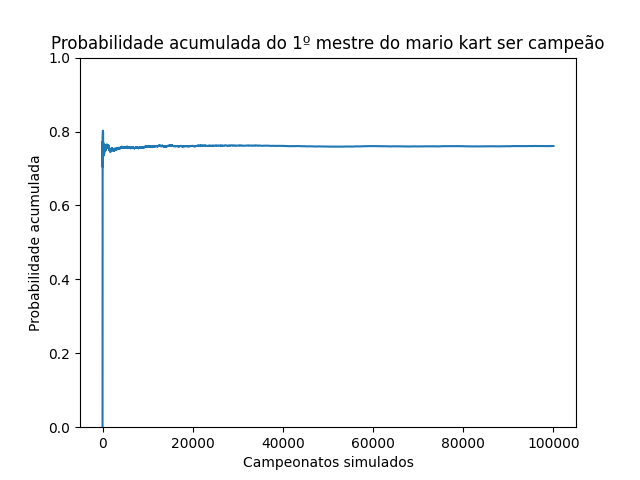 Probabilidade acumulada do 1º mestre do mario kart ser campeão
1.0
0.8
0.6
0.4
0.2
0.0
Probabilidade acumulada
0 20000 40000 60000 80000 100000
Campeonatos simulados